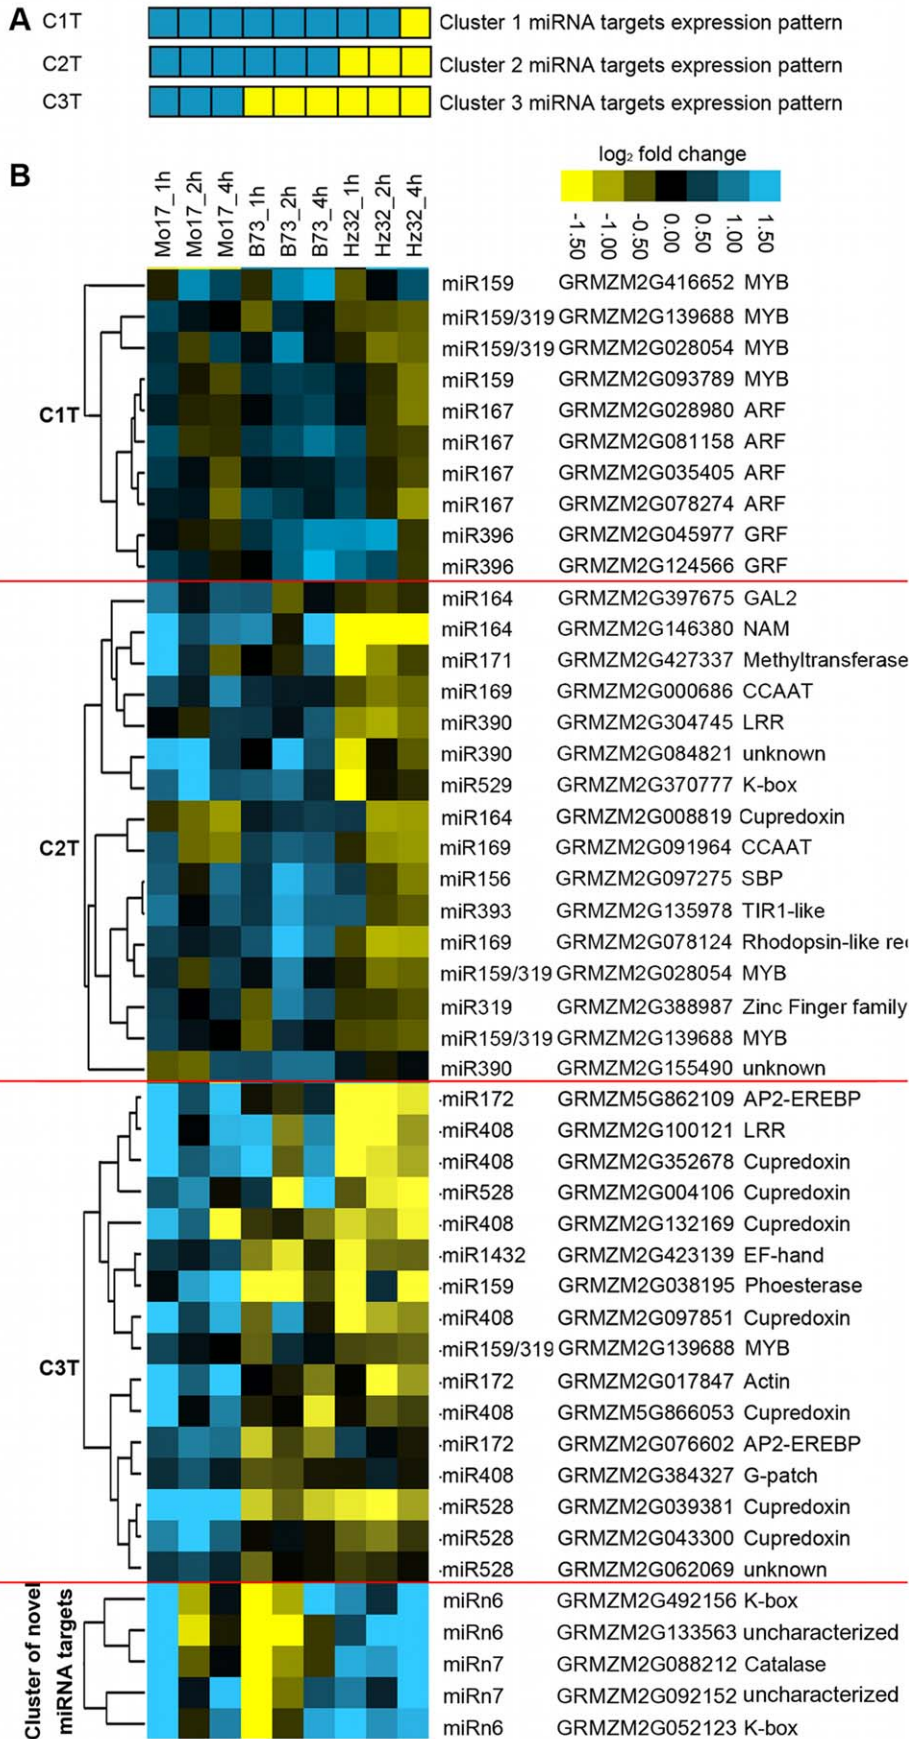 A C1T Cluster 1 miRNA targets expression pattern
C2T Cluster 2 miRNA targets expression pattern
C3T Cluster 3 miRNA targets expression pattern
B
Mo17_1h Mo17_2h Mo17_4h B73_1h B73_2h B73_4h Hz32_1h Hz32_2h Hz32_4h
log₂ fold change
-1.50 -1.00 -0.50 0.00 0.50 1.00 1.50
C1T
miR159 GRMZM2G416652 MYB
miR159/319 GRMZM2G139688 MYB
miR159/319 GRMZM2G028054 MYB
miR159 GRMZM2G093789 MYB
miR167 GRMZM2G028980 ARF
miR167 GRMZM2G081158 ARF
miR167 GRMZM2G035405 ARF
miR167 GRMZM2G078274 ARF
miR396 GRMZM2G045977 GRF
miR396 GRMZM2G124566 GRF
C2T
miR164 GRMZM2G397675 GAL2
miR164 GRMZM2G146380 NAM
miR171 GRMZM2G427337 Methyltransferase
miR169 GRMZM2G000686 CCAAT
miR390 GRMZM2G304745 LRR
miR390 GRMZM2G084821 unknown
miR529 GRMZM2G370777 K-box
miR164 GRMZM2G008819 Cupredoxin
miR169 GRMZM2G091964 CCAAT
miR156 GRMZM2G097275 SBP
miR393 GRMZM2G135978 TIR1-like
miR169 GRMZM2G078124 Rhodopsin-like re
miR159/319 GRMZM2G028054 MYB
miR319 GRMZM2G388987 Zinc Finger family
miR159/319 GRMZM2G139688 MYB
miR390 GRMZM2G155490 unknown
C3T
miR172 GRMZM5G862109 AP2-EREBP
miR408 GRMZM2G100121 LRR
miR408 GRMZM2G352678 Cupredoxin
miR528 GRMZM2G004106 Cupredoxin
miR408 GRMZM2G132169 Cupredoxin
miR1432 GRMZM2G423139 EF-hand
miR159 GRMZM2G038195 Phoesterase
miR408 GRMZM2G097851 Cupredoxin
miR159/319 GRMZM2G139688 MYB
miR172 GRMZM2G017847 Actin
miR408 GRMZM5G866053 Cupredoxin
miR172 GRMZM2G076602 AP2-EREBP
miR408 GRMZM2G384327 G-patch
miR528 GRMZM2G039381 Cupredoxin
miR528 GRMZM2G043300 Cupredoxin
miR528 GRMZM2G062069 unknown
Cluster of novel
miRNA targets
miRn6 GRMZM2G492156 K-box
miRn6 GRMZM2G133563 uncharacterized
miRn7 GRMZM2G088212 Catalase
miRn7 GRMZM2G092152 uncharacterized
miRn6 GRMZM2G052123 K-box